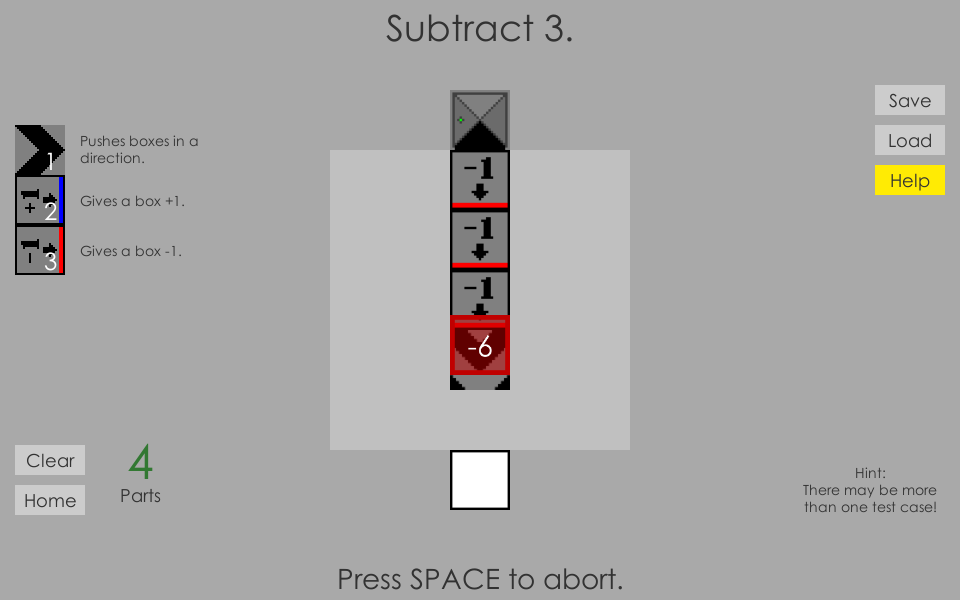 Subtract 3.
Save
Load
Help
1
Pushes boxes in a
direction.
+
2
Gives a box +1.
3
Gives a box -1.
-1
-1
-1
-6
Clear
Home
4
Parts
Hint:
There may be more
than one test case!
Press SPACE to abort.